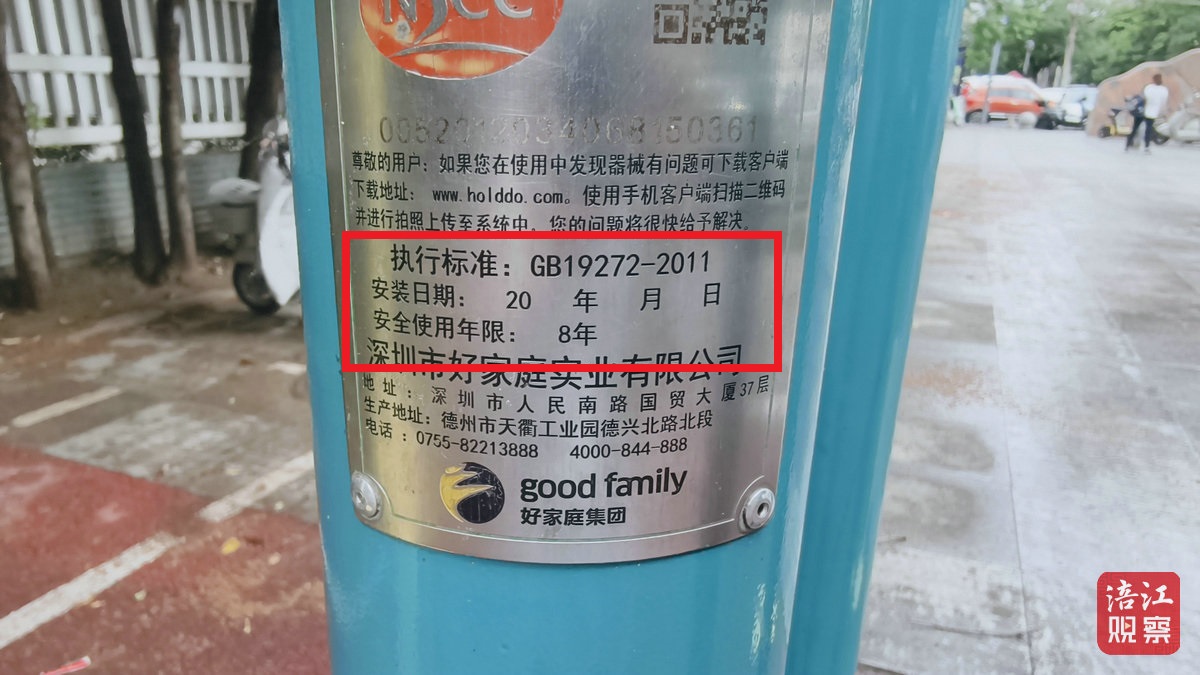 NSCC
尊敬的用户：如果您在使用中发现器械有问题可下载客户端
下载地址： www.holddo.com。使用手机客户端扫描二维码
并进行拍照上传至系统中，您的问题将很快给予解决。
执行标准：GB19272-2011
安装日期： 20 年 月 日
安全使用年限： 8年
深圳市好家庭实业有限公司
地址：深圳市人民南路国贸大厦37层
生产地址：德州市天衢工业园德兴北路北段
电话：0755-82213888 4000-844-888
good family
好家庭集团
涪江
观察